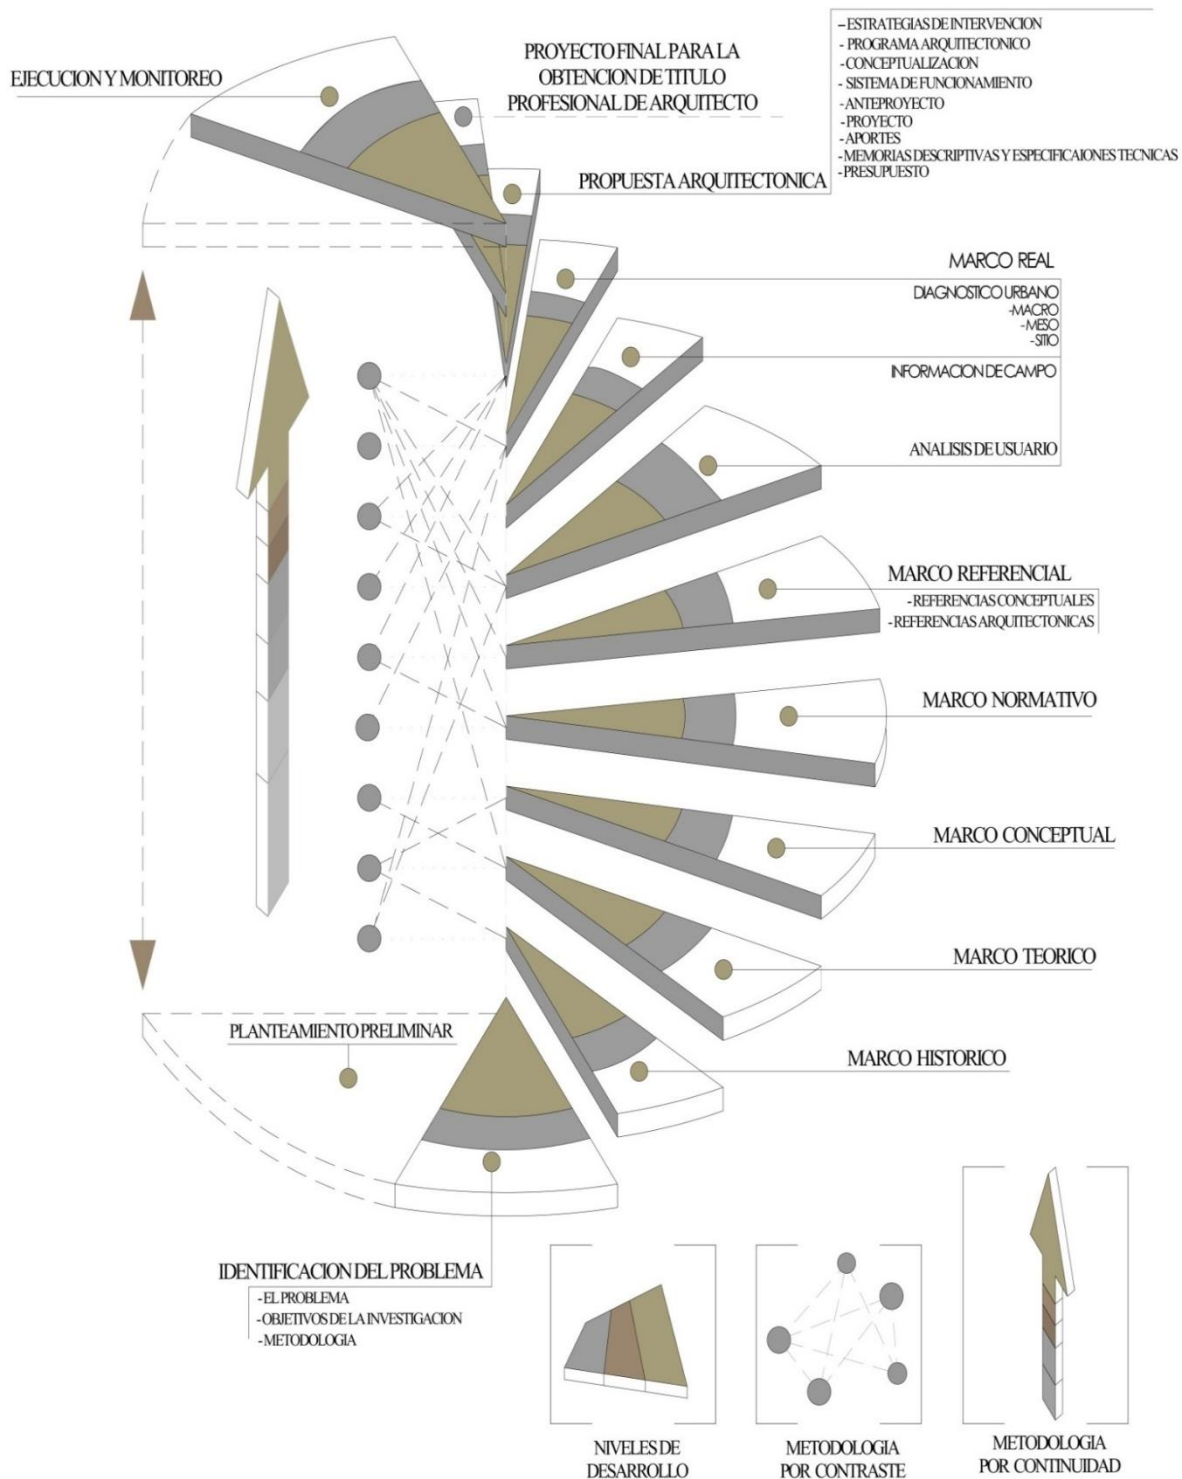 EJECUCION Y MONITOREO
PROYECTO FINAL PARA LA
OBTENCION DE TITULO
PROFESIONAL DE ARQUITECTO
- ESTRATEGIAS DE INTERVENCION
- PROGRAMA ARQUITECTONICO
- CONCEPTUALIZACION
- SISTEMA DE FUNCIONAMIENTO
- ANTEPROYECTO
- PROYECTO
- APORTES
- MEMORIAS DESCRIPTIVAS Y ESPECIFICAIONES TECNICAS
- PRESUPUESTO
PROPUESTA ARQUITECTONICA
MARCO REAL
DIAGNOSTICO URBANO
-MACRO
-MESO
-SITIO
INFORMACION DE CAMPO
ANALISIS DE USUARIO
MARCO REFERENCIAL
- REFERENCIAS CONCEPTUALES
- REFERENCIAS ARQUITECTONICAS
MARCO NORMATIVO
MARCO CONCEPTUAL
MARCO TEORICO
MARCO HISTORICO
PLANTEAMIENTO PRELIMINAR
IDENTIFICACION DEL PROBLEMA
- EL PROBLEMA
- OBJETIVOS DE LA INVESTIGACION
- METODOLOGIA
NIVELES DE
DESARROLLO
METODOLOGIA
POR CONTRASTE
METODOLOGIA
POR CONTINUIDAD